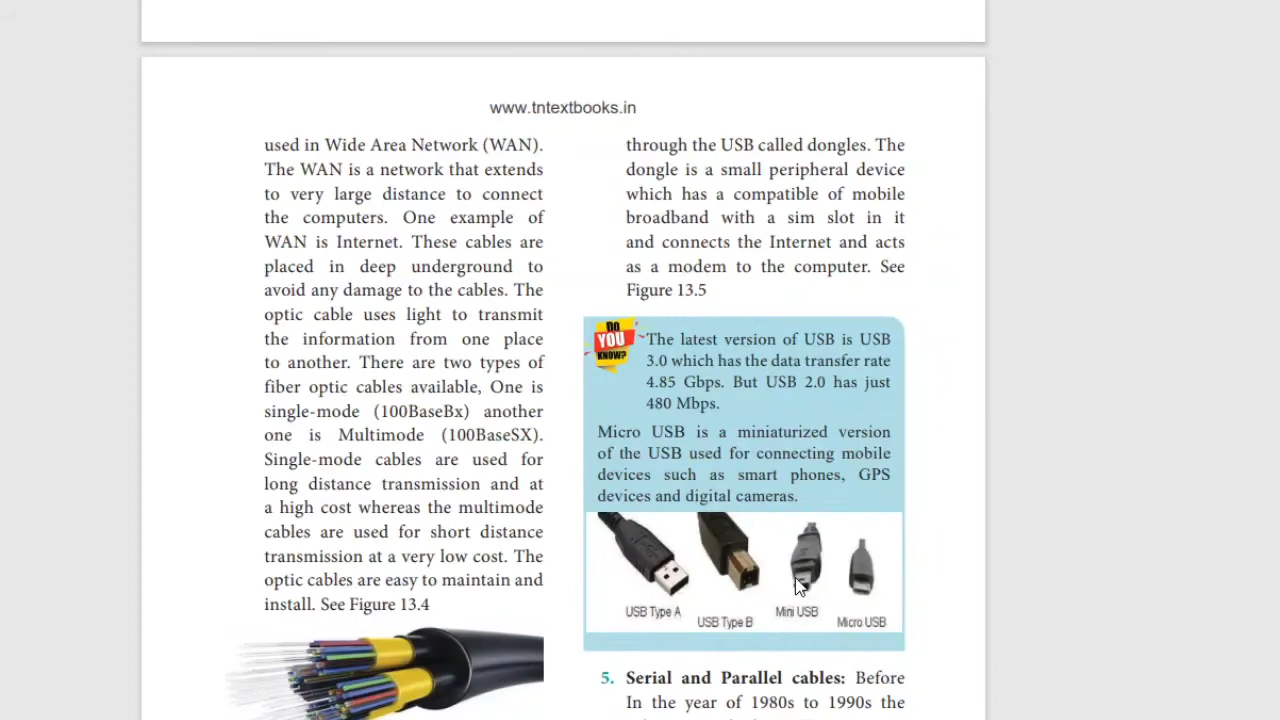 www.tntextbooks.in
used in Wide Area Network (WAN).
The WAN is a network that extends
to very large distance to connect
the computers. One example of
WAN is Internet. These cables are
placed in deep underground to
avoid any damage to the cables. The
optic cable uses light to transmit
the information from one place
to another. There are two types of
fiber optic cables available, One is
single-mode (100BaseBx) another
one is Multimode (100BaseSX).
Single-mode cables are used for
long distance transmission and at
a high cost whereas the multimode
cables are used for short distance
transmission at a very low cost. The
optic cables are easy to maintain and
install. See Figure 13.4
through the USB called dongles. The
dongle is a small peripheral device
which has a compatible of mobile
broadband with a sim slot in it
and connects the Internet and acts
as a modem to the computer. See
Figure 13.5
DO
YOU
KNOW?
The latest version of USB is USB
3.0 which has the data transfer rate
4.85 Gbps. But USB 2.0 has just
480 Mbps.
Micro USB is a miniaturized version
of the USB used for connecting mobile
devices such as smart phones, GPS
devices and digital cameras.
USB Type A
USB Type B
Mini USB
Micro USB
5. Serial and Parallel cables: Before
In the year of 1980s to 1990s the